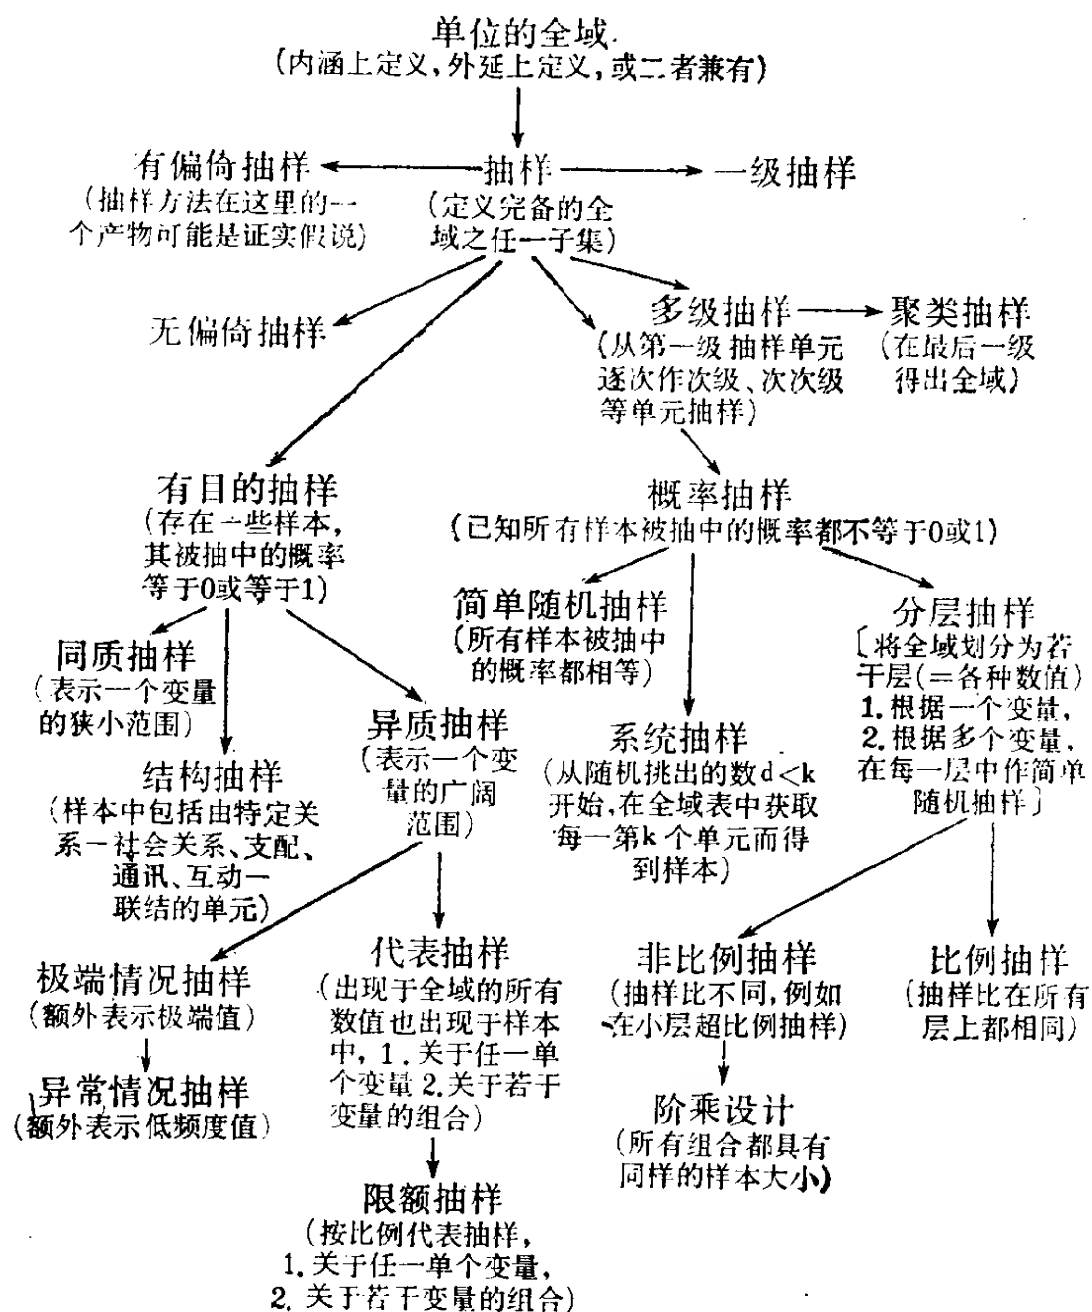 单位的全域
(内涵上定义,外延上定义,或二者兼有)
有偏倚抽样
(抽样方法在这里的一
个产物可能是证实假说)
抽样
(定义完备的全
域之任一子集)
一级抽样
无偏倚抽样
多级抽样
(从第一级抽样单元
逐次作次级、次次级
等单元抽样)
聚类抽样
(在最后一级
得出全域)
有目的抽样
(存在一些样本,
其被抽中的概率
等于0或等于1)
概率抽样
(已知所有样本被抽中的概率都不等于0或1)
同质抽样
(表示一个变量
的狭小范围)
结构抽样
(样本中包括由特定关
系—社会关系、支配、
通讯、互动—
联结的单元)
异质抽样
(表示一个变
量的广阔
范围)
简单随机抽样
(所有样本被抽中
的概率都相等)
系统抽样
(从随机挑出的数d<k
开始,在全域表中获取
每一第k个单元而得
到样本)
分层抽样
〔将全域划分为若
干层(=各种数值)
1.根据一个变量,
2.根据多个变量,
在每一层中作简单
随机抽样〕
极端情况抽样
(额外表示极端值)
异常情况抽样
(额外表示低频度值)
代表抽样
(出现于全域的所有
数值也出现于样本
中,1.关于任一单
个变量2.关于若干
变量的组合)
限额抽样
(按比例代表抽样,
1.关于任一单个变量,
2.关于若干变量的组合)
非比例抽样
(抽样比不同,例如
在小层超比例抽样)
阶乘设计
(所有组合都具有
同样的样本大小)
比例抽样
(抽样比在所有
层上都相同)